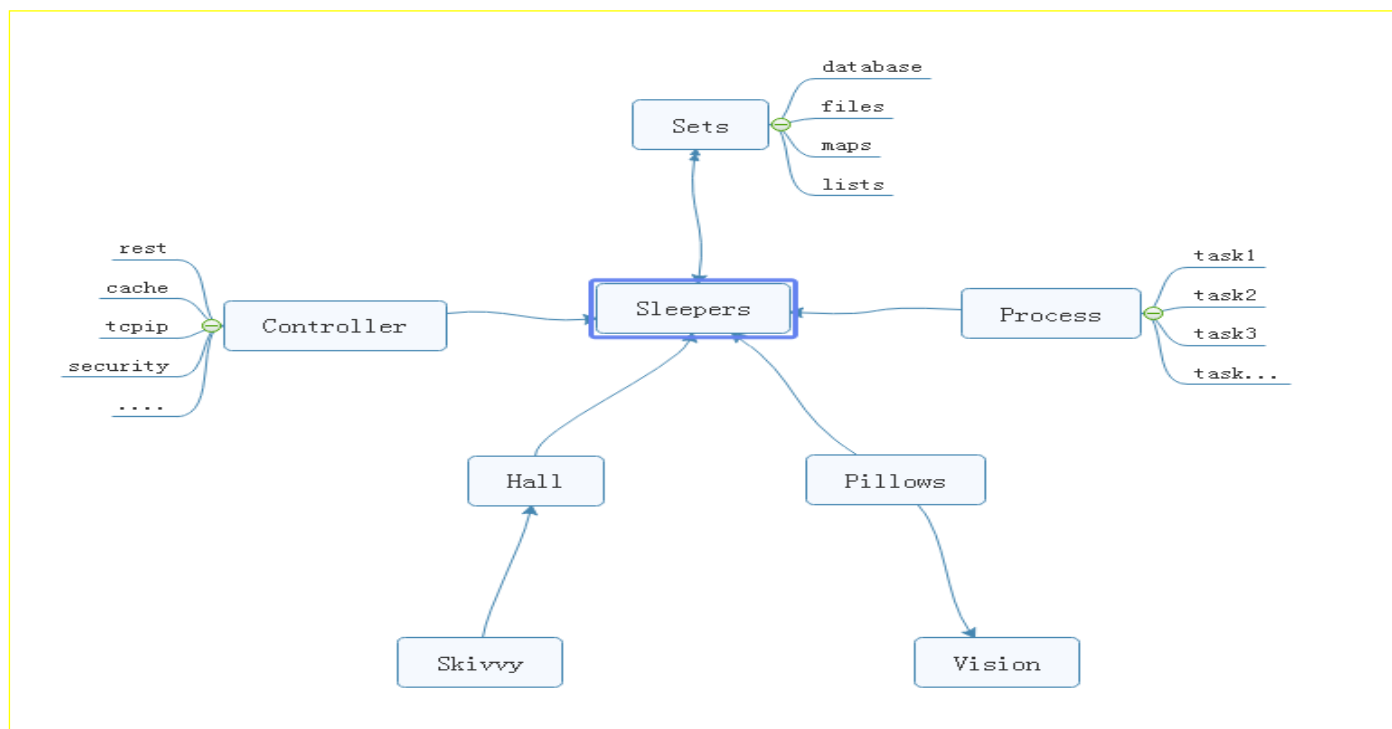 database
Sets
files
maps
lists
rest
cache
tcpip
security
....
Controller
Sleepers
Process
task1
task2
task3
task...
Hall
Pillows
Skivvy
Vision